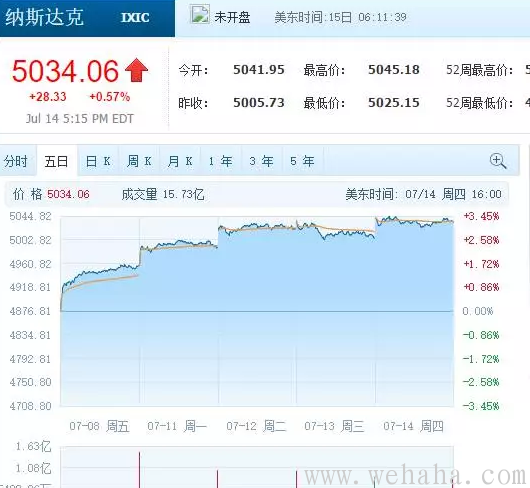 纳斯达克 IXIC 未开盘 美东时间:15日 06:11:39
5034.06
+28.33 +0.57%
Jul 14 5:15 PM EDT
今开: 5041.95 最高价: 5045.18 52周最高价:
昨收: 5005.73 最低价: 5025.15 52周最低价:
分时 五日 日 K 周 K 月 K 1 年 3 年 5 年
价 格 5034.06 成交量 15.73亿 美东时间: 07/14 周四 16:00
5044.82 +3.45%
5002.82 +2.58%
4960.82 +1.72%
4918.81 +0.86%
4876.81 0.00%
4834.81 -0.86%
4792.81 -1.72%
4750.80 -2.58%
4708.80 -3.45%
07-08 周五 07-11 周一 07-12 周二 07-13 周三 07-14 周四
1.63亿
1.08亿
www.wehaha.com